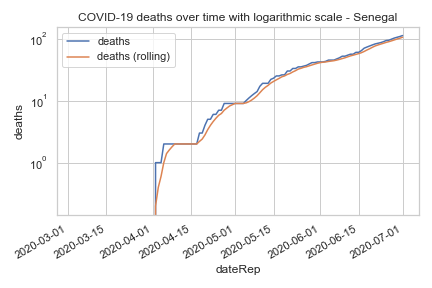 COVID-19 deaths over time with logarithmic scale - Senegal
deaths
deaths (rolling)
10²
10¹
10⁰
deaths
2020-03-01
2020-03-15
2020-04-01
2020-04-15
2020-05-01
2020-05-15
2020-06-01
2020-06-15
2020-07-01
dateRep